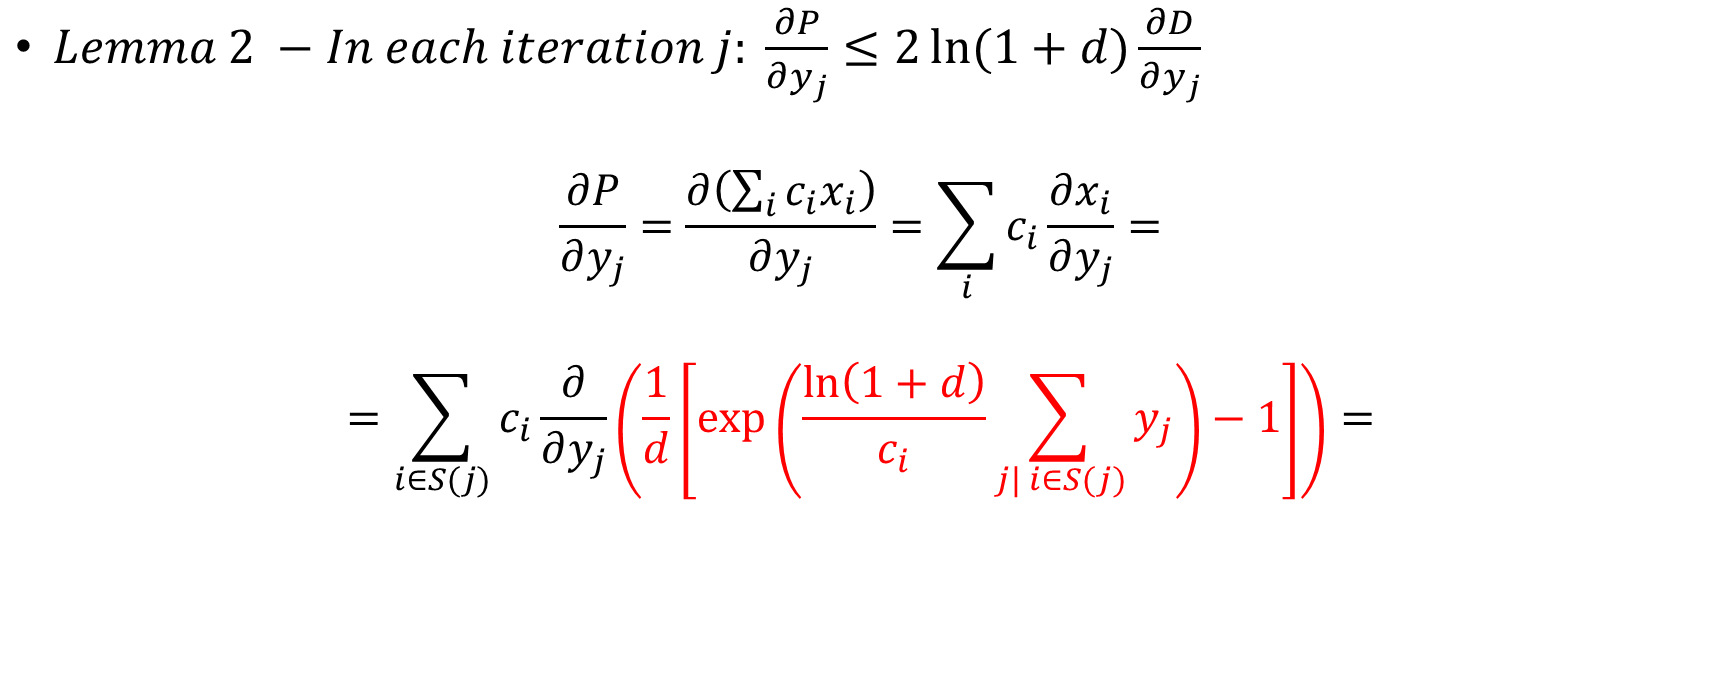 • Lemma 2 − In each iteration j: ∂P/∂y_j ≤ 2 ln(1 + d) ∂D/∂y_j
∂P/∂y_j = ∂(∑_i c_i x_i)/∂y_j = ∑_i c_i ∂x_i/∂y_j =
= ∑_{i∈S(j)} c_i ∂/∂y_j (1/d [exp(ln(1 + d)/c_i ∑_{j| i∈S(j)} y_j) − 1]) =